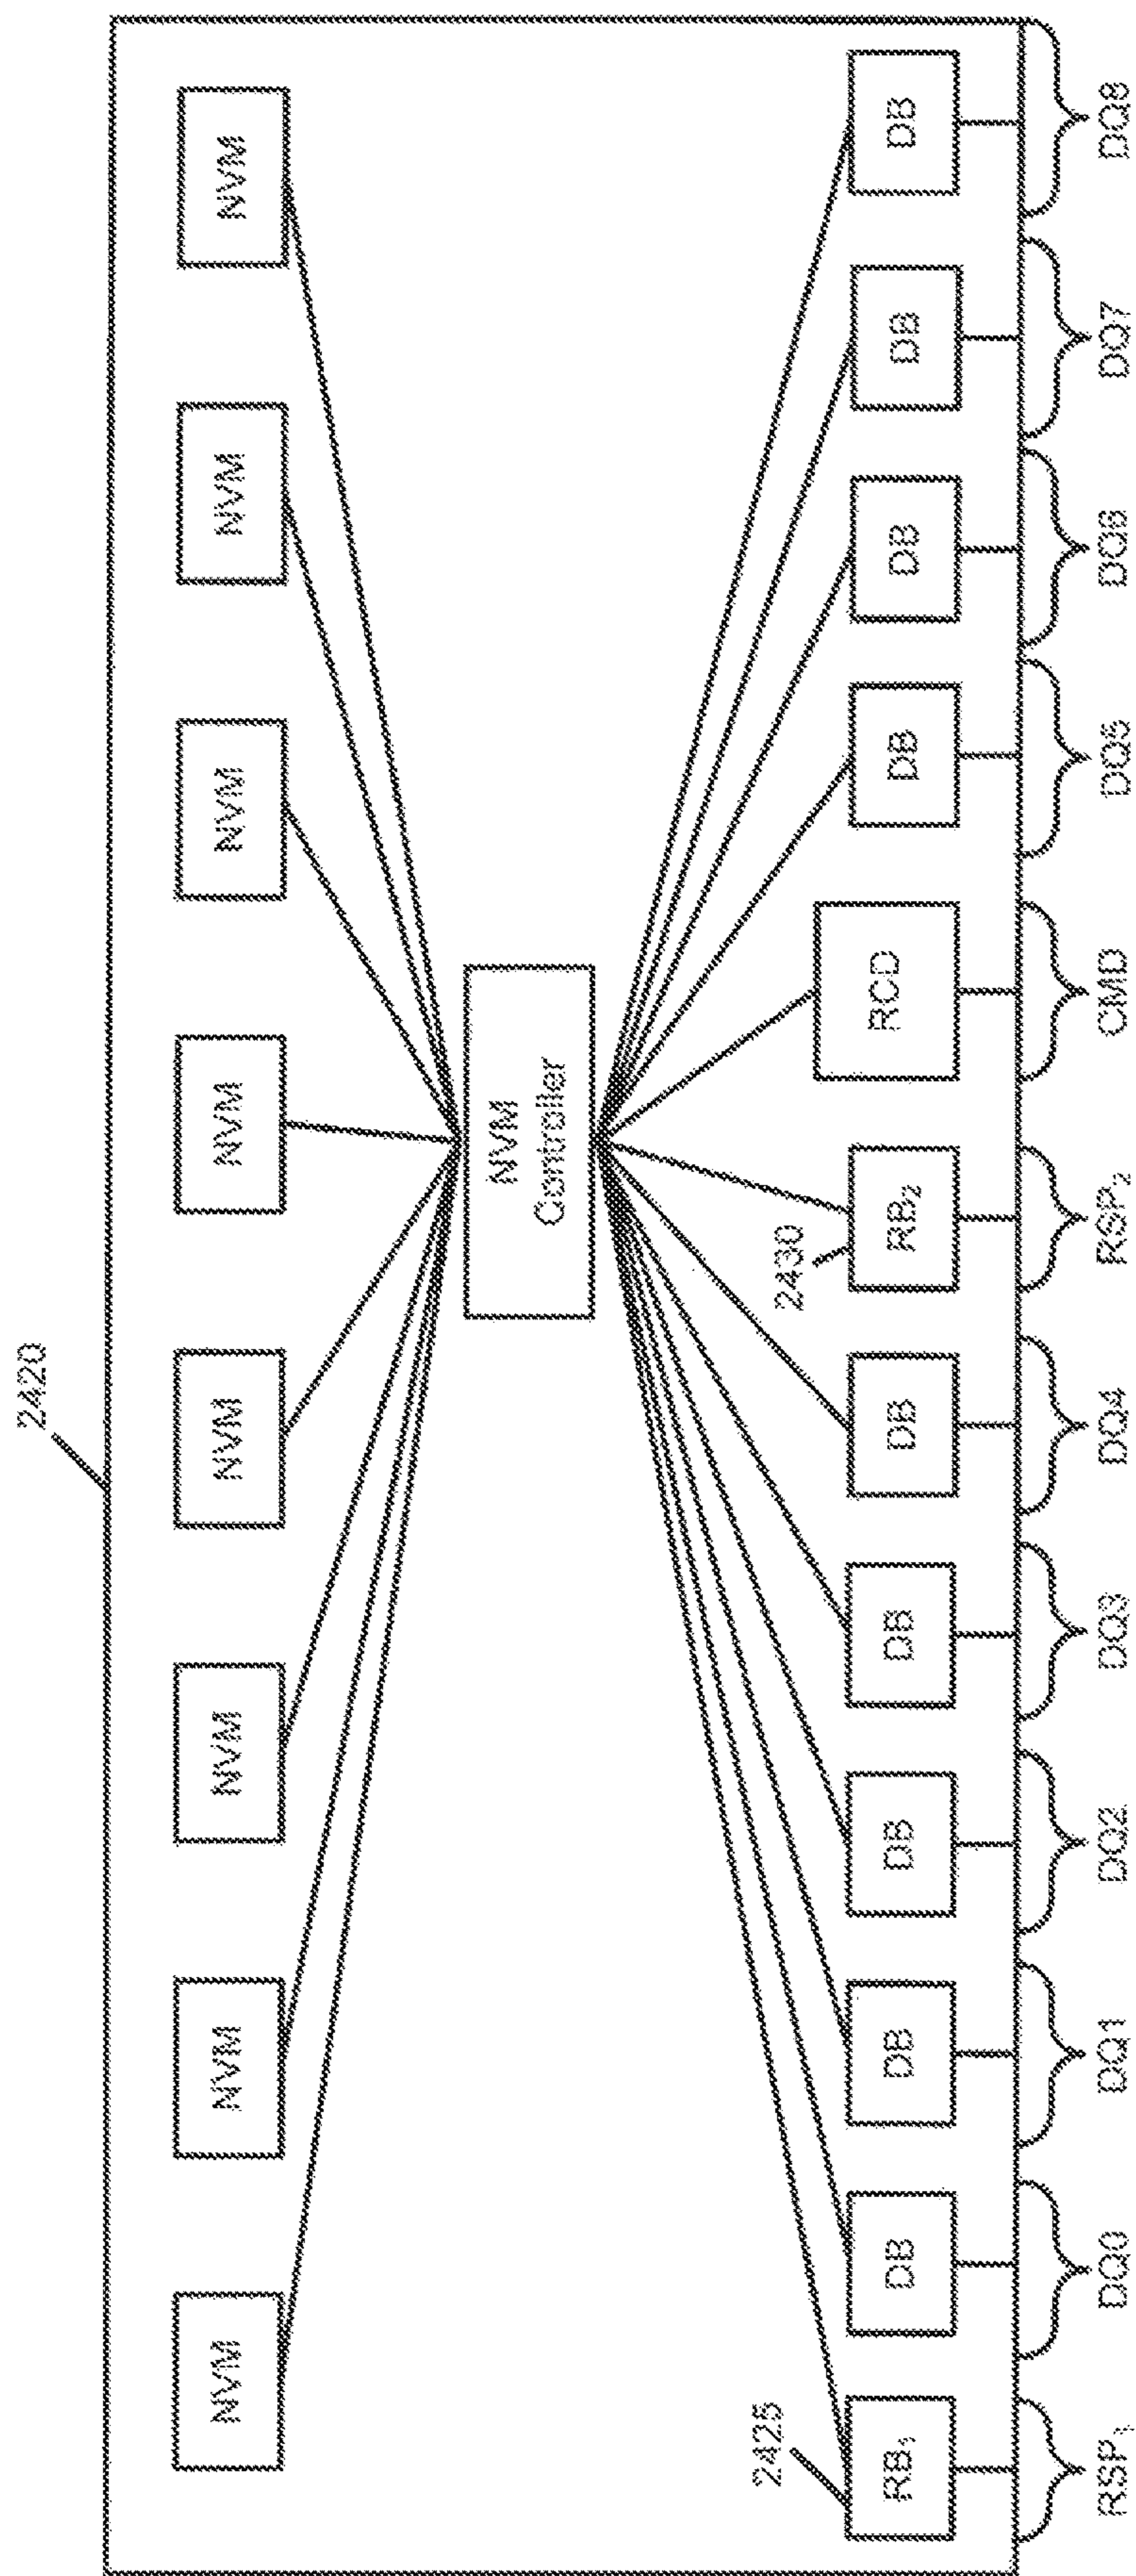 2420
NVM
NVM
NVM
NVM
NVM
NVM
NVM
NVM
NVM
Controller
2425
2430
RB₁
DB
DB
DB
DB
DB
RB₂
RCD
DB
DB
DB
DB
RSP₁
DQ0
DQ1
DQ2
DQ3
DQ4
RSP₂
CMD
DQ5
DQ6
DQ7
DQ8